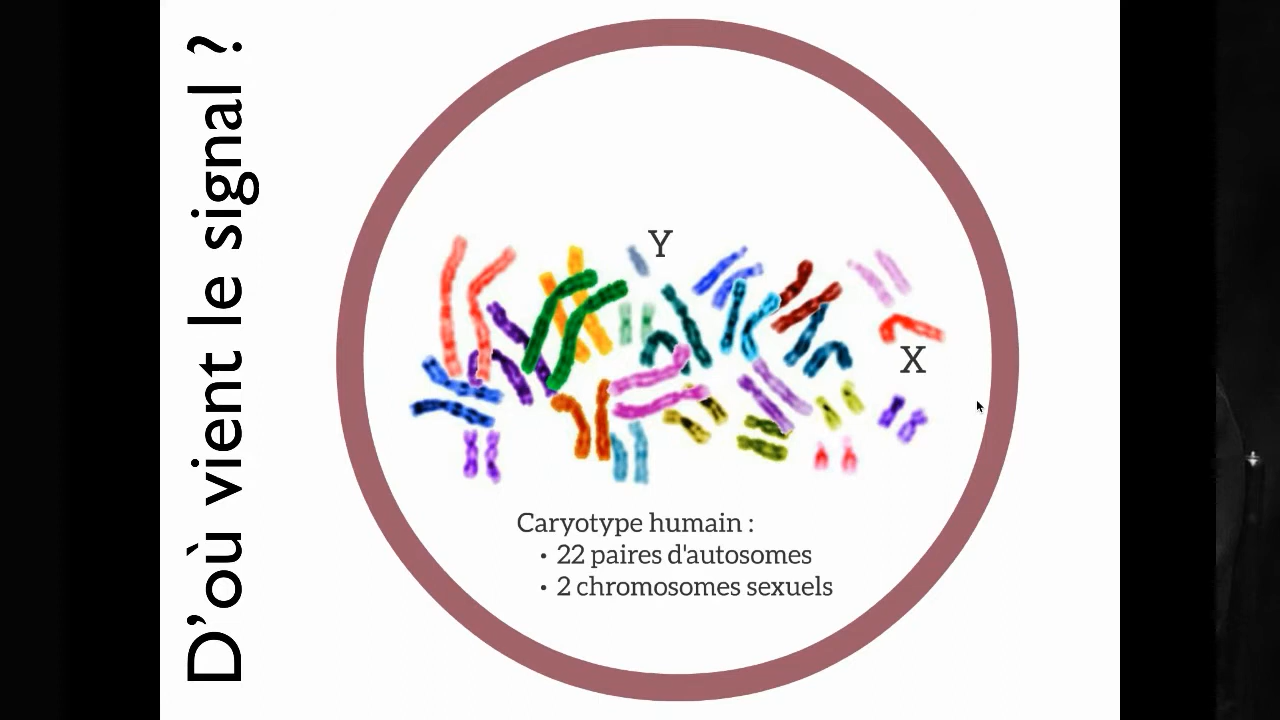 D'où vient le signal ?
Y
X
Caryotype humain :
• 22 paires d'autosomes
• 2 chromosomes sexuels